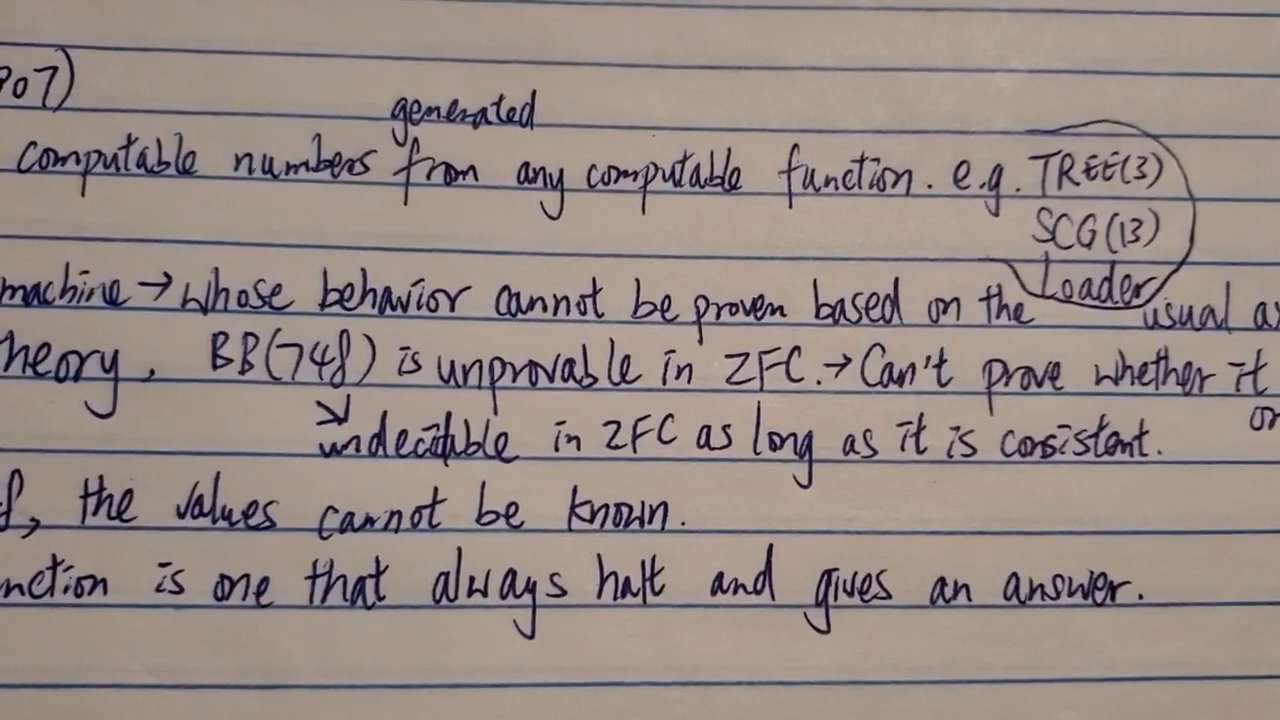 907)
generated
computable numbers from any computable function. e.g. TREE(3)
SCG(13)
Loader
machine → whose behavior cannot be proven based on the usual
heory, BB(748) is unprovable in ZFC. → Can't prove whether it
or
undecidable in ZFC as long as it is consistent.
f, the values cannot be known.
nction is one that always halt and gives an answer.